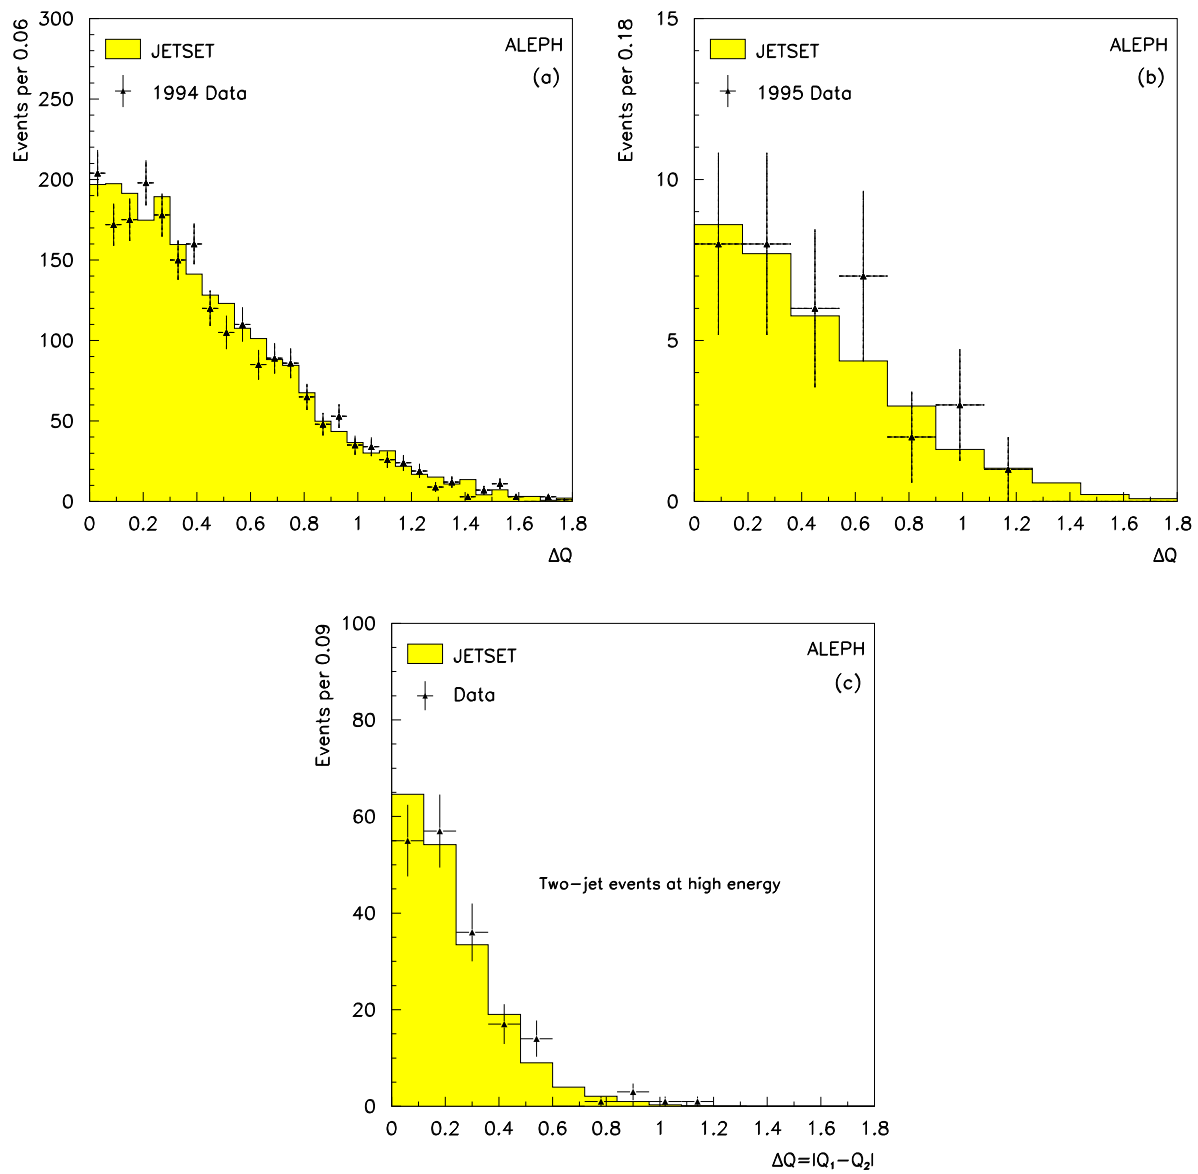 Events per 0.06
300
250
200
150
100
50
0
JETSET
1994 Data
ALEPH
(a)
0 0.2 0.4 0.6 0.8 1 1.2 1.4 1.6 1.8
ΔQ
Events per 0.18
15
10
5
0
JETSET
1995 Data
ALEPH
(b)
0 0.2 0.4 0.6 0.8 1 1.2 1.4 1.6 1.8
ΔQ
Events per 0.09
100
80
60
40
20
0
JETSET
Data
ALEPH
(c)
Two-jet events at high energy
0 0.2 0.4 0.6 0.8 1 1.2 1.4 1.6 1.8
ΔQ=|Q₁-Q₂|